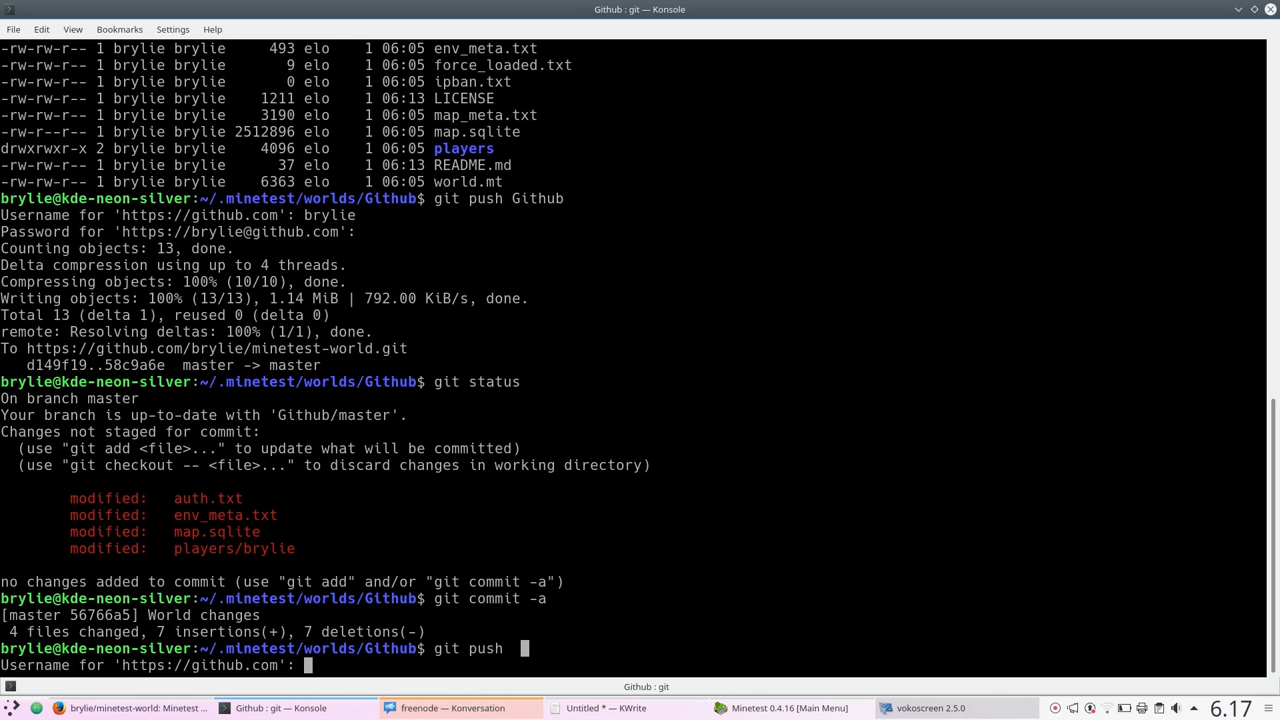 Github : git — Konsole
File Edit View Bookmarks Settings Help
-rw-rw-r-- 1 brylie brylie     493 elo    1 06:05 env_meta.txt
-rw-rw-r-- 1 brylie brylie       9 elo    1 06:05 force_loaded.txt
-rw-rw-r-- 1 brylie brylie       0 elo    1 06:05 ipban.txt
-rw-rw-r-- 1 brylie brylie    1211 elo    1 06:13 LICENSE
-rw-rw-r-- 1 brylie brylie    3190 elo    1 06:05 map_meta.txt
-rw-r--r-- 1 brylie brylie 2512896 elo    1 06:05 map.sqlite
drwxrwxr-x 2 brylie brylie    4096 elo    1 06:05 players
-rw-rw-r-- 1 brylie brylie      37 elo    1 06:13 README.md
-rw-rw-r-- 1 brylie brylie    6363 elo    1 06:05 world.mt
brylie@kde-neon-silver:~/.minetest/worlds/Github$ git push Github
Username for 'https://github.com': brylie
Password for 'https://brylie@github.com':
Counting objects: 13, done.
Delta compression using up to 4 threads.
Compressing objects: 100% (10/10), done.
Writing objects: 100% (13/13), 1.14 MiB | 792.00 KiB/s, done.
Total 13 (delta 1), reused 0 (delta 0)
remote: Resolving deltas: 100% (1/1), done.
To https://github.com/brylie/minetest-world.git
   d149f19..58c9a6e  master -> master
brylie@kde-neon-silver:~/.minetest/worlds/Github$ git status
On branch master
Your branch is up-to-date with 'Github/master'.
Changes not staged for commit:
  (use "git add <file>..." to update what will be committed)
  (use "git checkout -- <file>..." to discard changes in working directory)
        modified:   auth.txt
        modified:   env_meta.txt
        modified:   map.sqlite
        modified:   players/brylie
no changes added to commit (use "git add" and/or "git commit -a")
brylie@kde-neon-silver:~/.minetest/worlds/Github$ git commit -a
[master 56766a5] World changes
 4 files changed, 7 insertions(+), 7 deletions(-)
brylie@kde-neon-silver:~/.minetest/worlds/Github$ git push
Username for 'https://github.com':
Github : git
brylie/minetest-world: Minetest ... Github : git — Konsole freenode — Konversation Untitled * — KWrite Minetest 0.4.16 [Main Menu] vokoscreen 2.5.0 6.17